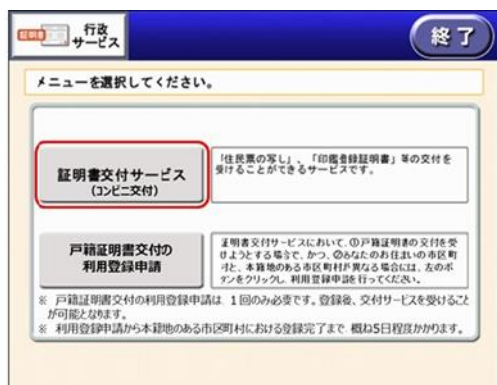 証明書
行政
サービス
終了
メニューを選択してください。
証明書交付サービス
(コンビニ交付)
「住民票の写し」、「印鑑登録証明書」等の交付を
受けることができるサービスです。
戸籍証明書交付の
利用登録申請
証明書交付サービスにおいて、①戸籍証明書の交付を受
けようとする場合で、かつ、②あなたのお住まいの市区町
村と、本籍地のある市区町村が異なる場合には、左のボ
タンをクリックし、利用登録申請を行ってください。
※ 戸籍証明書交付の利用登録申請は、1回のみ必要です。登録後、交付サービスを受けること
が可能となります。
※ 利用登録申請から本籍地のある市区町村における登録完了まで、概ね5日程度かかります。